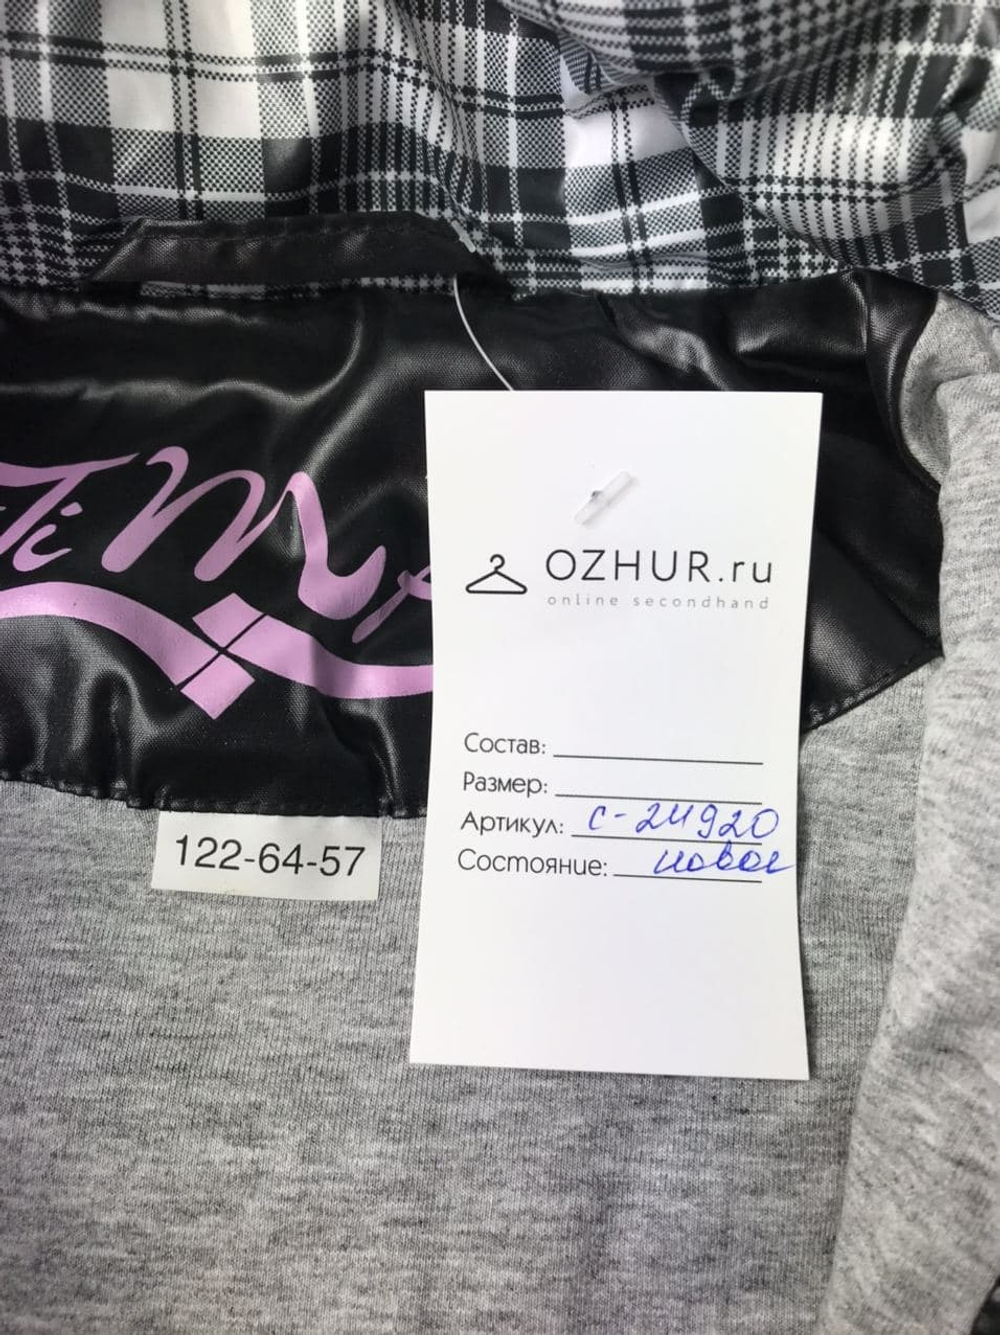 OZHUR.ru
online secondhand
Состав:
Размер:
Артикул: С-24920
Состояние: новое
122-64-57